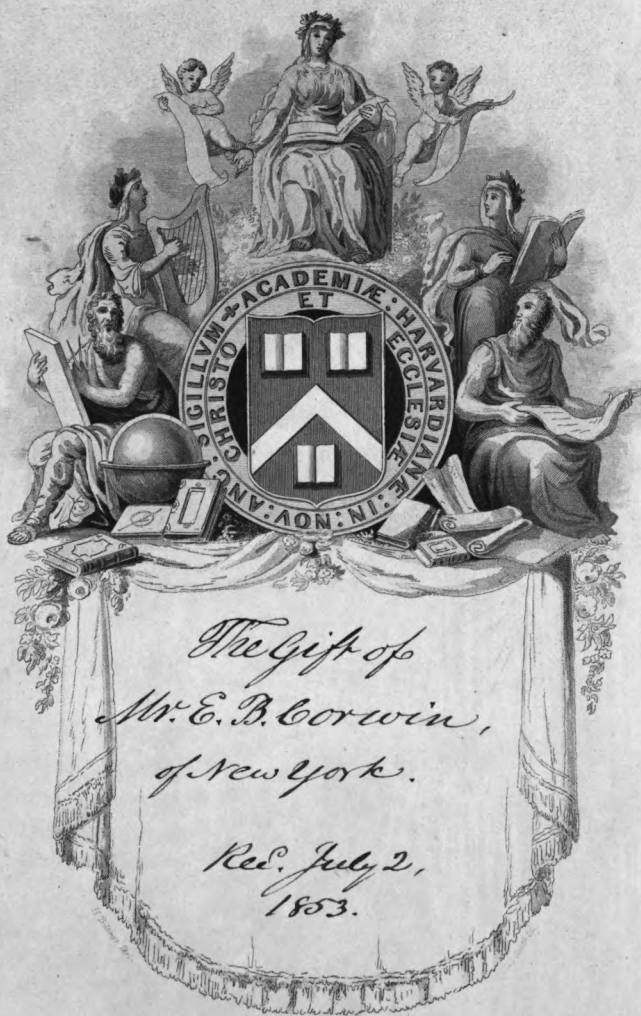 SIGILLVM + ACADEMIÆ : HARVARDIANÆ : IN : NOV : ANG :
CHRISTO ET ECCLESIÆ
The Gift of
Mr. E. B. Corwin,
of New York.
Rec. July 2,
1853.